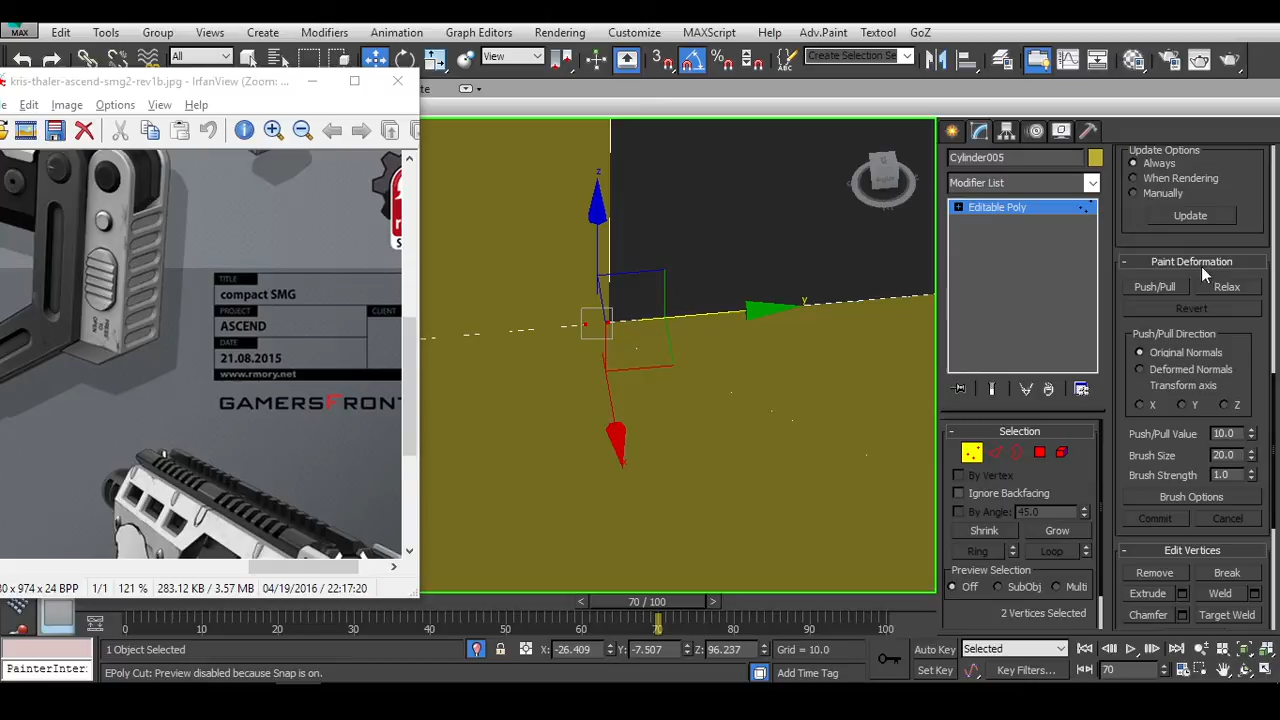 MAX
Edit Tools Group Views Create Modifiers Animation Graph Editors Rendering Customize MAXScript Help Adv.Paint Textool GoZ
All View 3 Create Selection Se
kris-thaler-ascend-smg2-rev1b.jpg - IrfanView (Zoom: ...
Edit Image Options View Help
TITLE
compact SMG
PROJECT
ASCEND
CLIENT
DATE
21.08.2015
www.rmory.net
GAMERSFRONT
PRESS
TO
OPEN
974 x 24 BPP 1/1 121 % 283.12 KB / 3.57 MB 04/19/2016 / 22:17:20
z
y
x
Cylinder005
Modifier List
Editable Poly
Selection
By Vertex
Ignore Backfacing
By Angle: 45.0
Shrink Grow
Ring Loop
Preview Selection
Off SubObj Multi
2 Vertices Selected
Update Options
Always
When Rendering
Manually
Update
Paint Deformation
Push/Pull Relax
Revert
Push/Pull Direction
Original Normals
Deformed Normals
Transform axis
X Y Z
Push/Pull Value 10.0
Brush Size 20.0
Brush Strength 1.0
Brush Options
Commit Cancel
Edit Vertices
Remove Break
Extrude Weld
Chamfer Target Weld
< 70 / 100 >
0 10 20 30 40 50 60 70 80 90 100
1 Object Selected X: -26.409 Y: -7.507 Z: 96.237 Grid = 10.0 Auto Key Selected
PainterInter EPoly Cut: Preview disabled because Snap is on. Add Time Tag Set Key Key Filters... 70